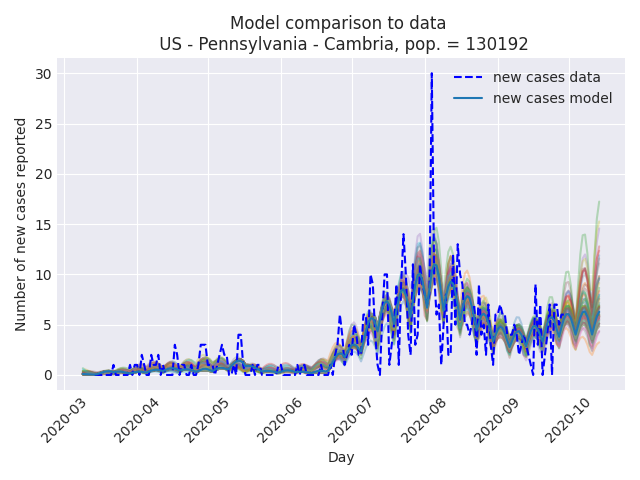 Model comparison to data
US - Pennsylvania - Cambria, pop. = 130192
30
25
20
15
10
5
0
Number of new cases reported
new cases data
new cases model
2020-03
2020-04
2020-05
2020-06
2020-07
2020-08
2020-09
2020-10
Day